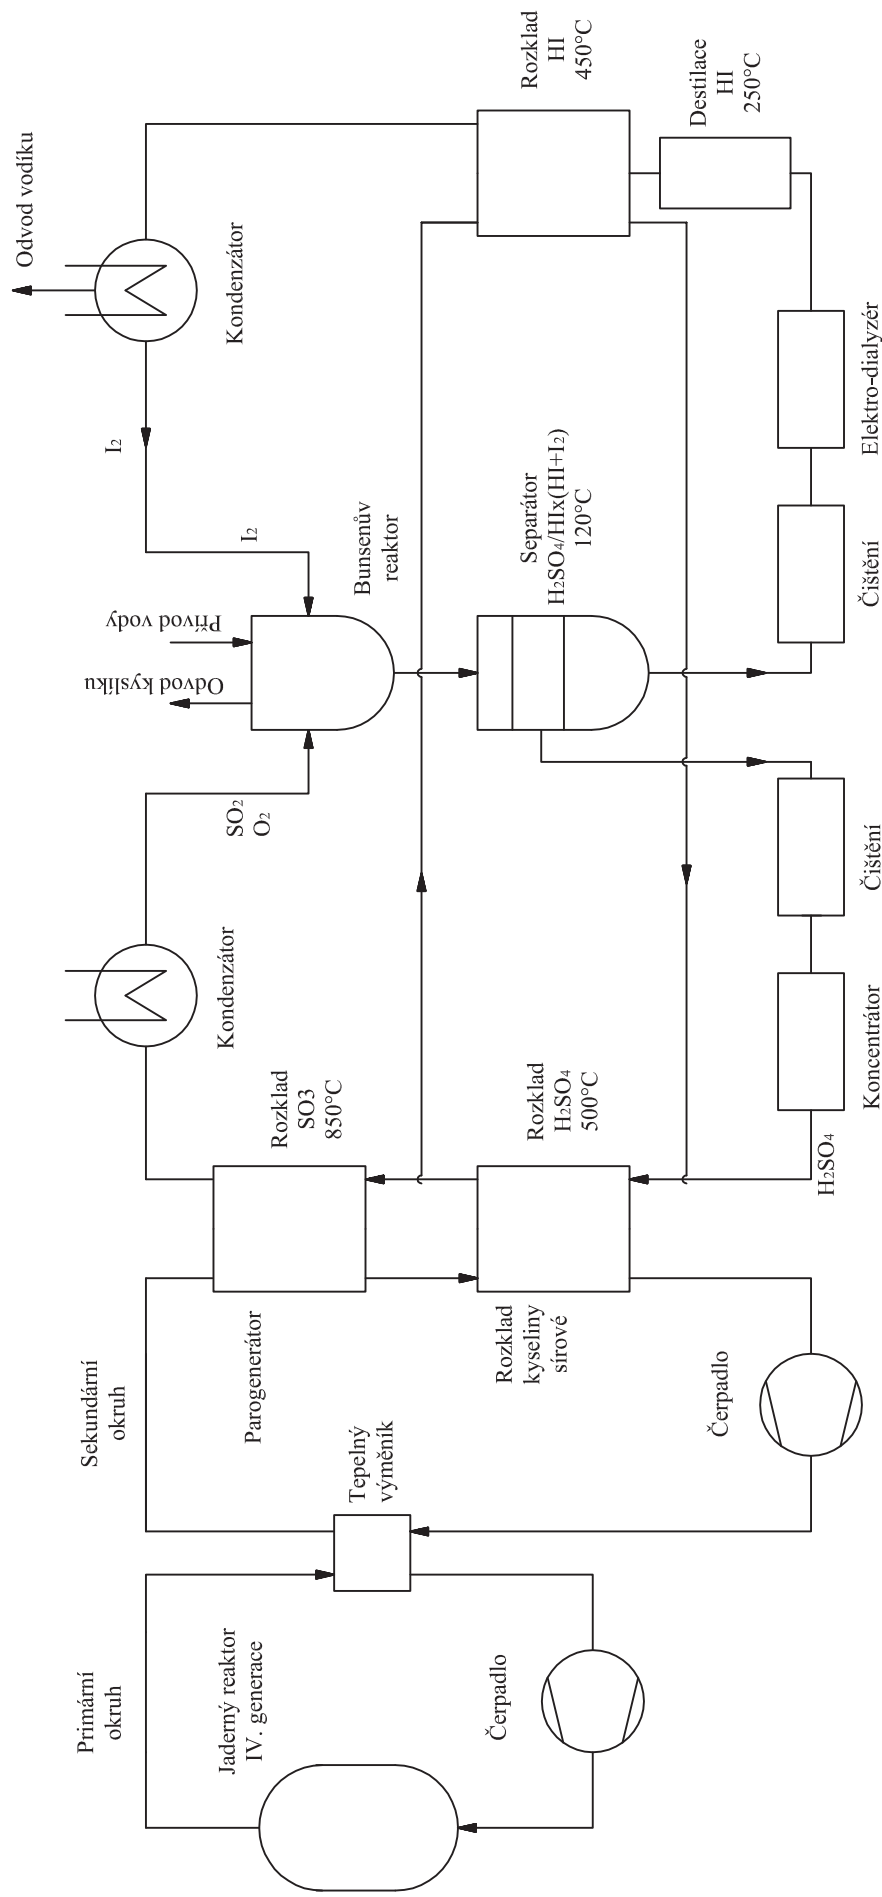 Primární
okruh
Sekundární
okruh
Jaderný reaktor
IV. generace
Čerpadlo
Tepelný
výměník
Parogenerátor
Rozklad
kyseliny
sírové
Čerpadlo
Rozklad
SO3
850°C
Rozklad
H₂SO₄
500°C
H₂SO₄
Koncentrátor
Čištění
Kondenzátor
SO₂
O₂
Odvod kyslíku
Přívod vody
Bunsenův
reaktor
I₂
I₂
Separátor
H₂SO₄/HIx(HI+I₂)
120°C
Čištění
Elektro-dialyzér
Kondenzátor
Odvod vodíku
Rozklad
HI
450°C
Destilace
HI
250°C